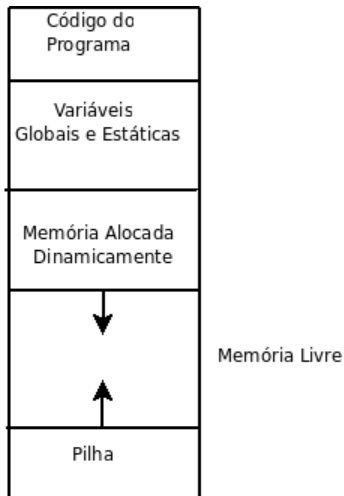 Código do
Programa
Variáveis
Globais e Estáticas
Memória Alocada
Dinamicamente
Memória Livre
Pilha